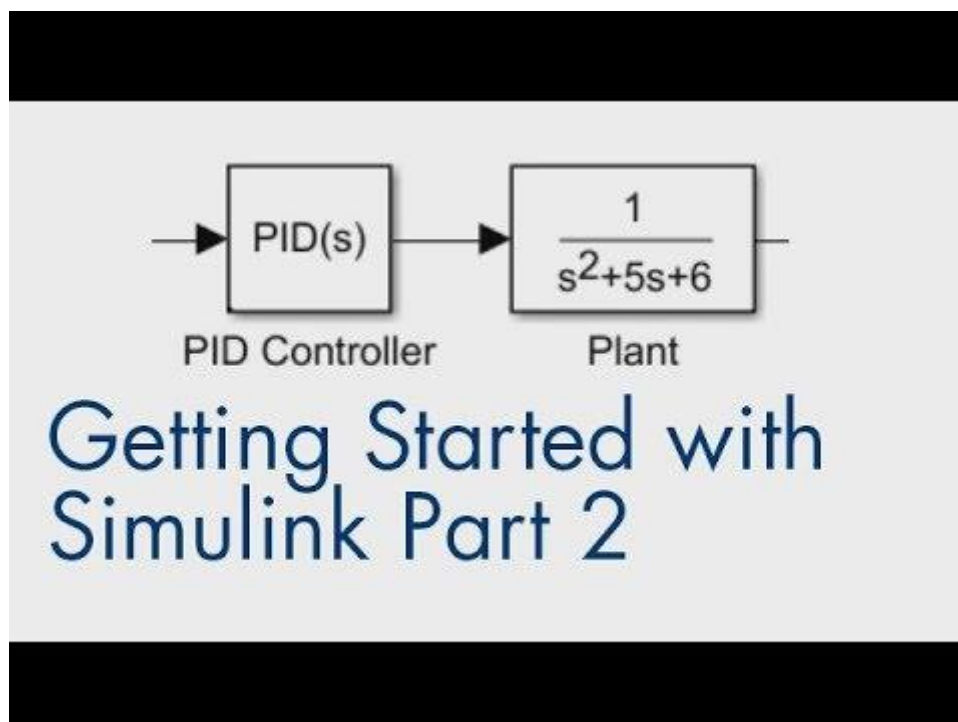 PID(s)
1
s²+5s+6
PID Controller
Plant
Getting Started with
Simulink Part 2